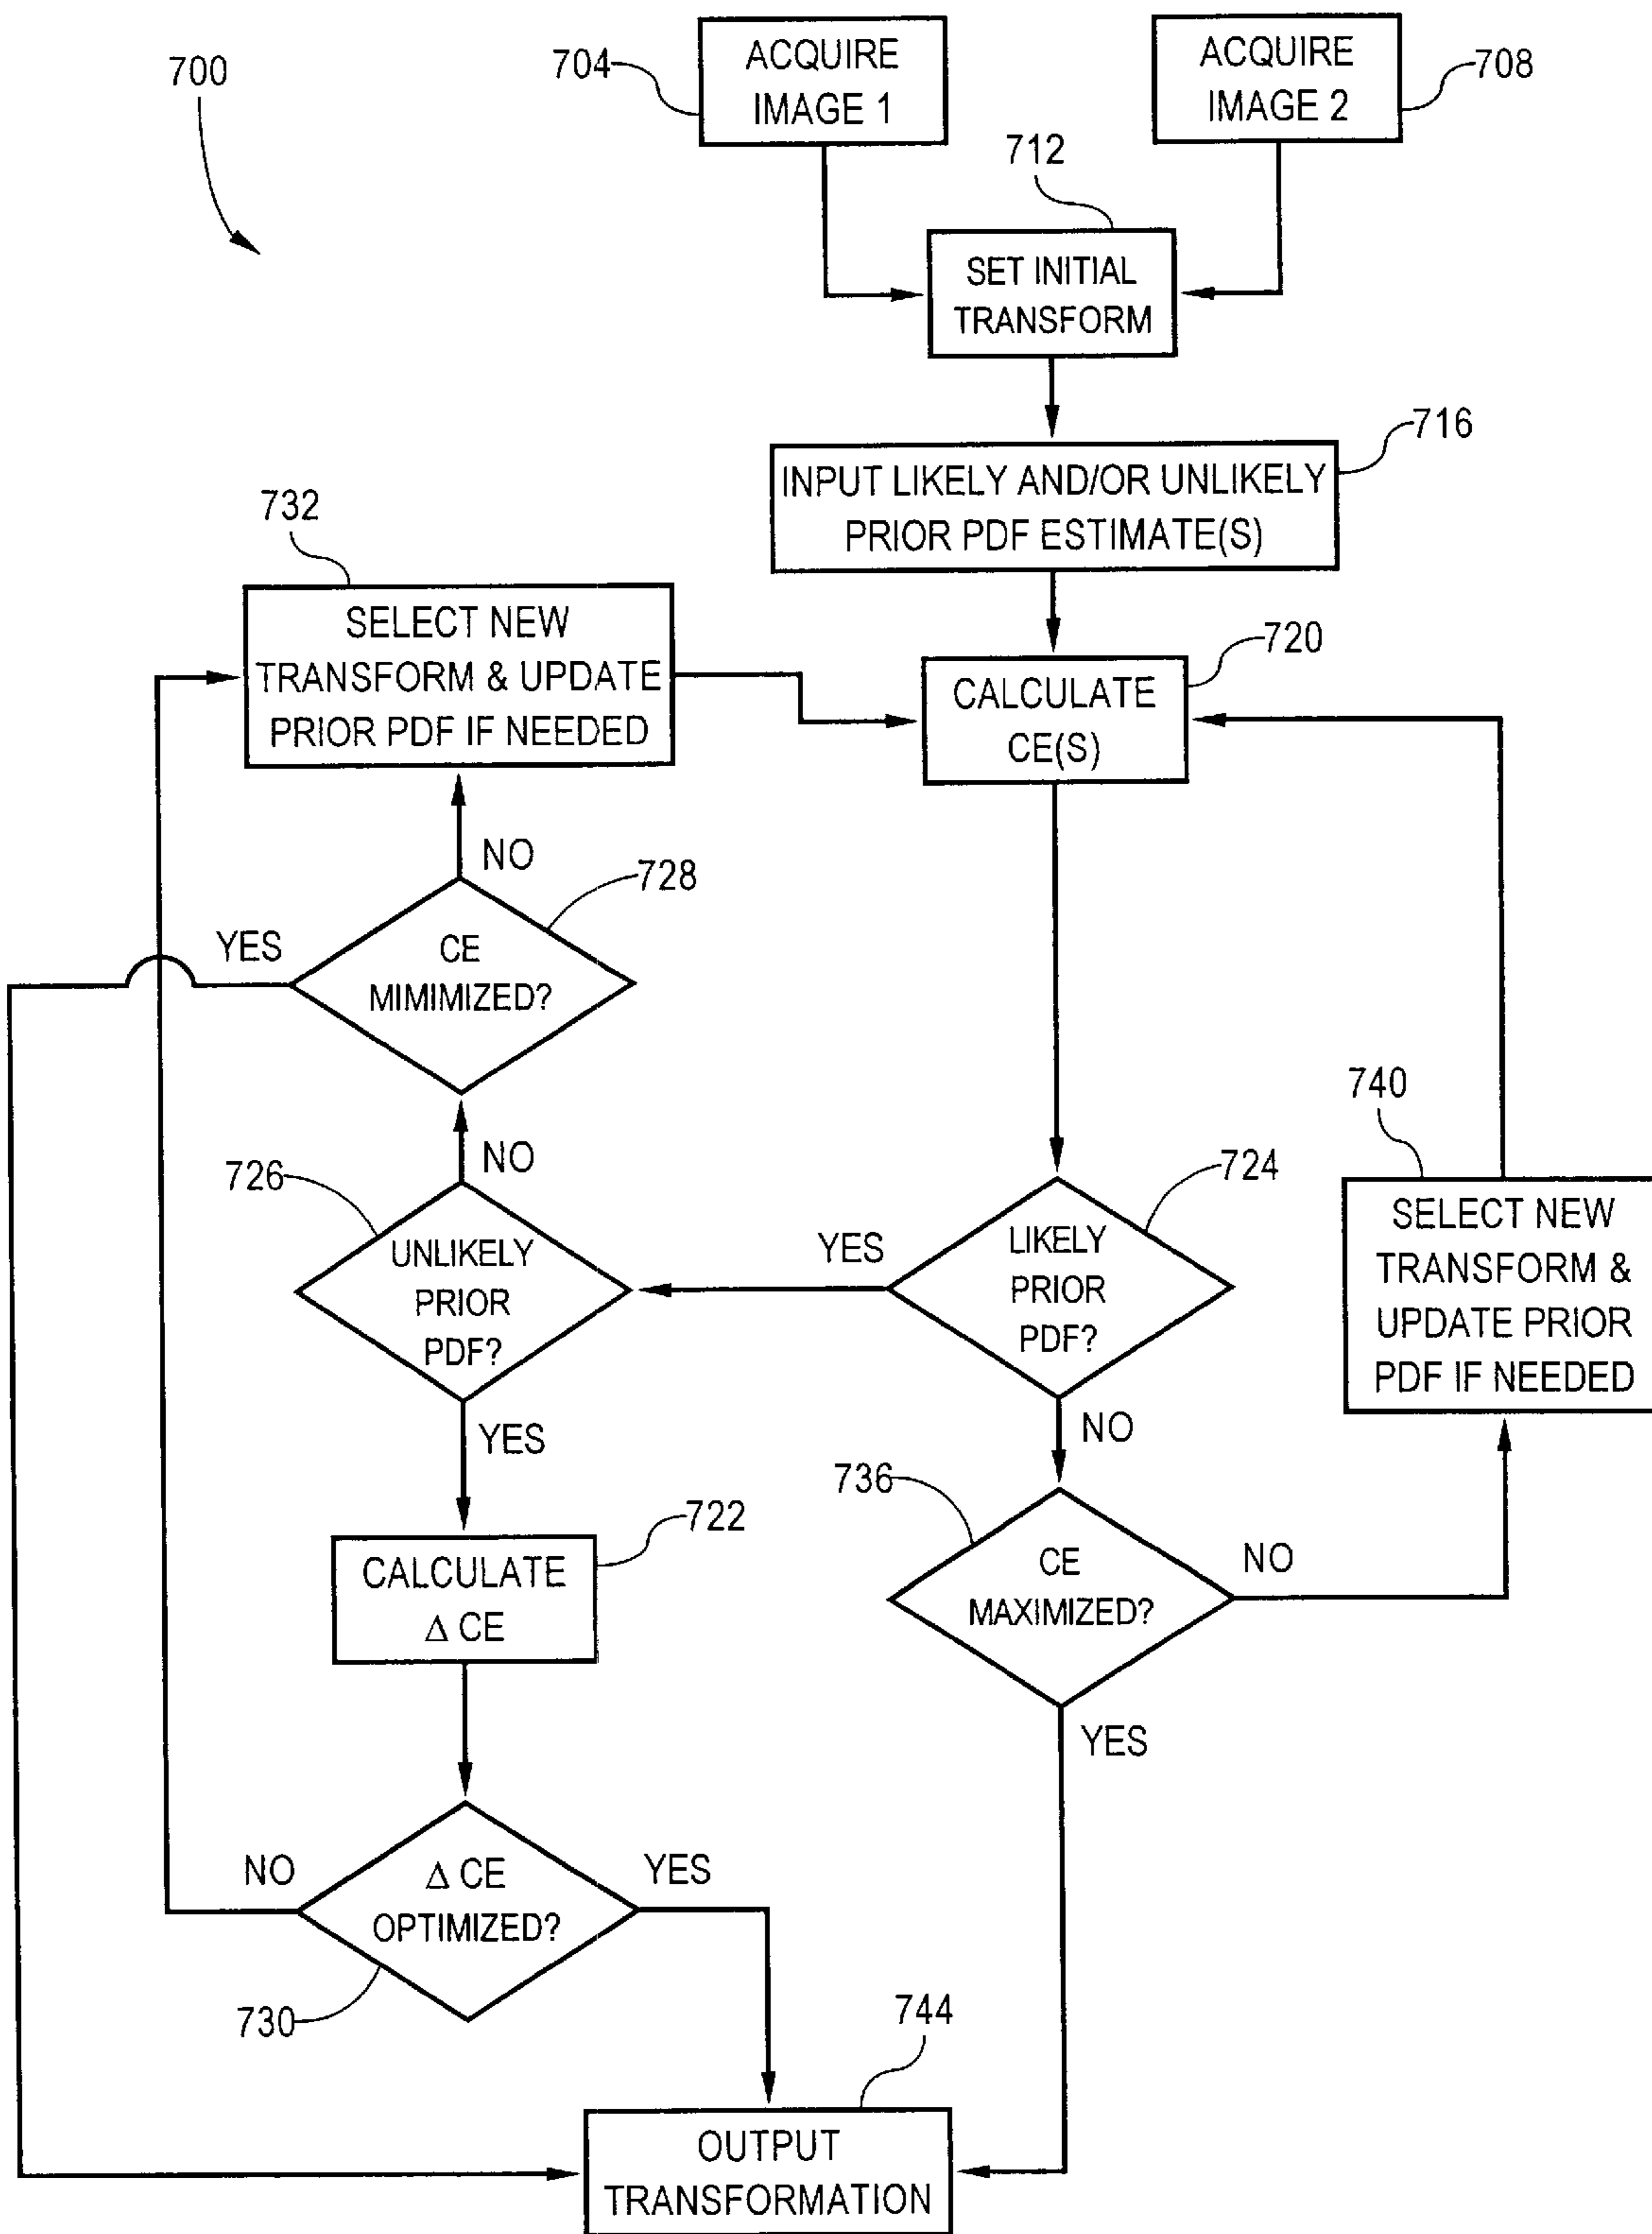 700
704
ACQUIRE
IMAGE 1
ACQUIRE
IMAGE 2
708
712
SET INITIAL
TRANSFORM
716
INPUT LIKELY AND/OR UNLIKELY
PRIOR PDF ESTIMATE(S)
732
SELECT NEW
TRANSFORM & UPDATE
PRIOR PDF IF NEEDED
720
CALCULATE
CE(S)
NO
728
YES
CE
MIMIMIZED?
NO
726
UNLIKELY
PRIOR
PDF?
YES
724
LIKELY
PRIOR
PDF?
740
SELECT NEW
TRANSFORM &
UPDATE PRIOR
PDF IF NEEDED
YES
NO
722
CALCULATE
Δ CE
736
CE
MAXIMIZED?
NO
YES
NO
Δ CE
OPTIMIZED?
YES
730
744
OUTPUT
TRANSFORMATION